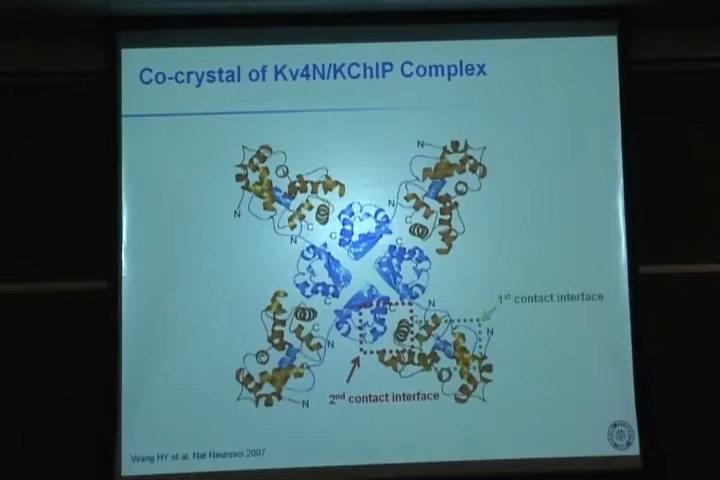 Co-crystal of Kv4N/KChIP Complex
N
N
N
C
N
C
C
C
C
N
1st contact interface
N
C
N
2nd contact interface
N
Wang HY et al. Nat Neurosci 2007